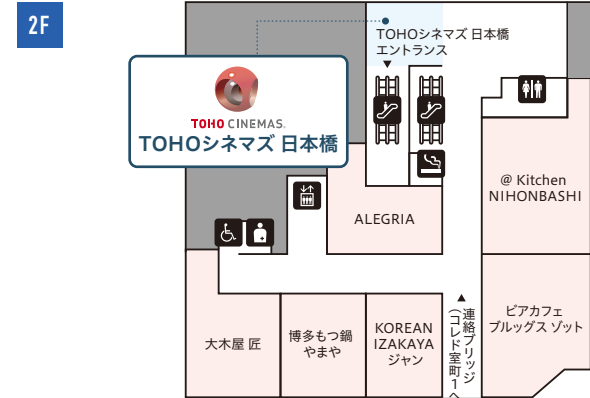 2F
TOHOシネマズ 日本橋
エントランス
TOHO CINEMAS.
TOHOシネマズ 日本橋
@ Kitchen
NIHONBASHI
ALEGRIA
大木屋 匠
博多もつ鍋
やまや
KOREAN
IZAKAYA
ジャン
連絡ブリッジ
(コレド室町1へ
ビアカフェ
ブルッグス ゾット